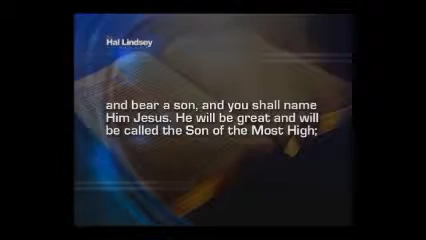 Hal Lindsey
and bear a son, and you shall name
Him Jesus. He will be great and will
be called the Son of the Most High;